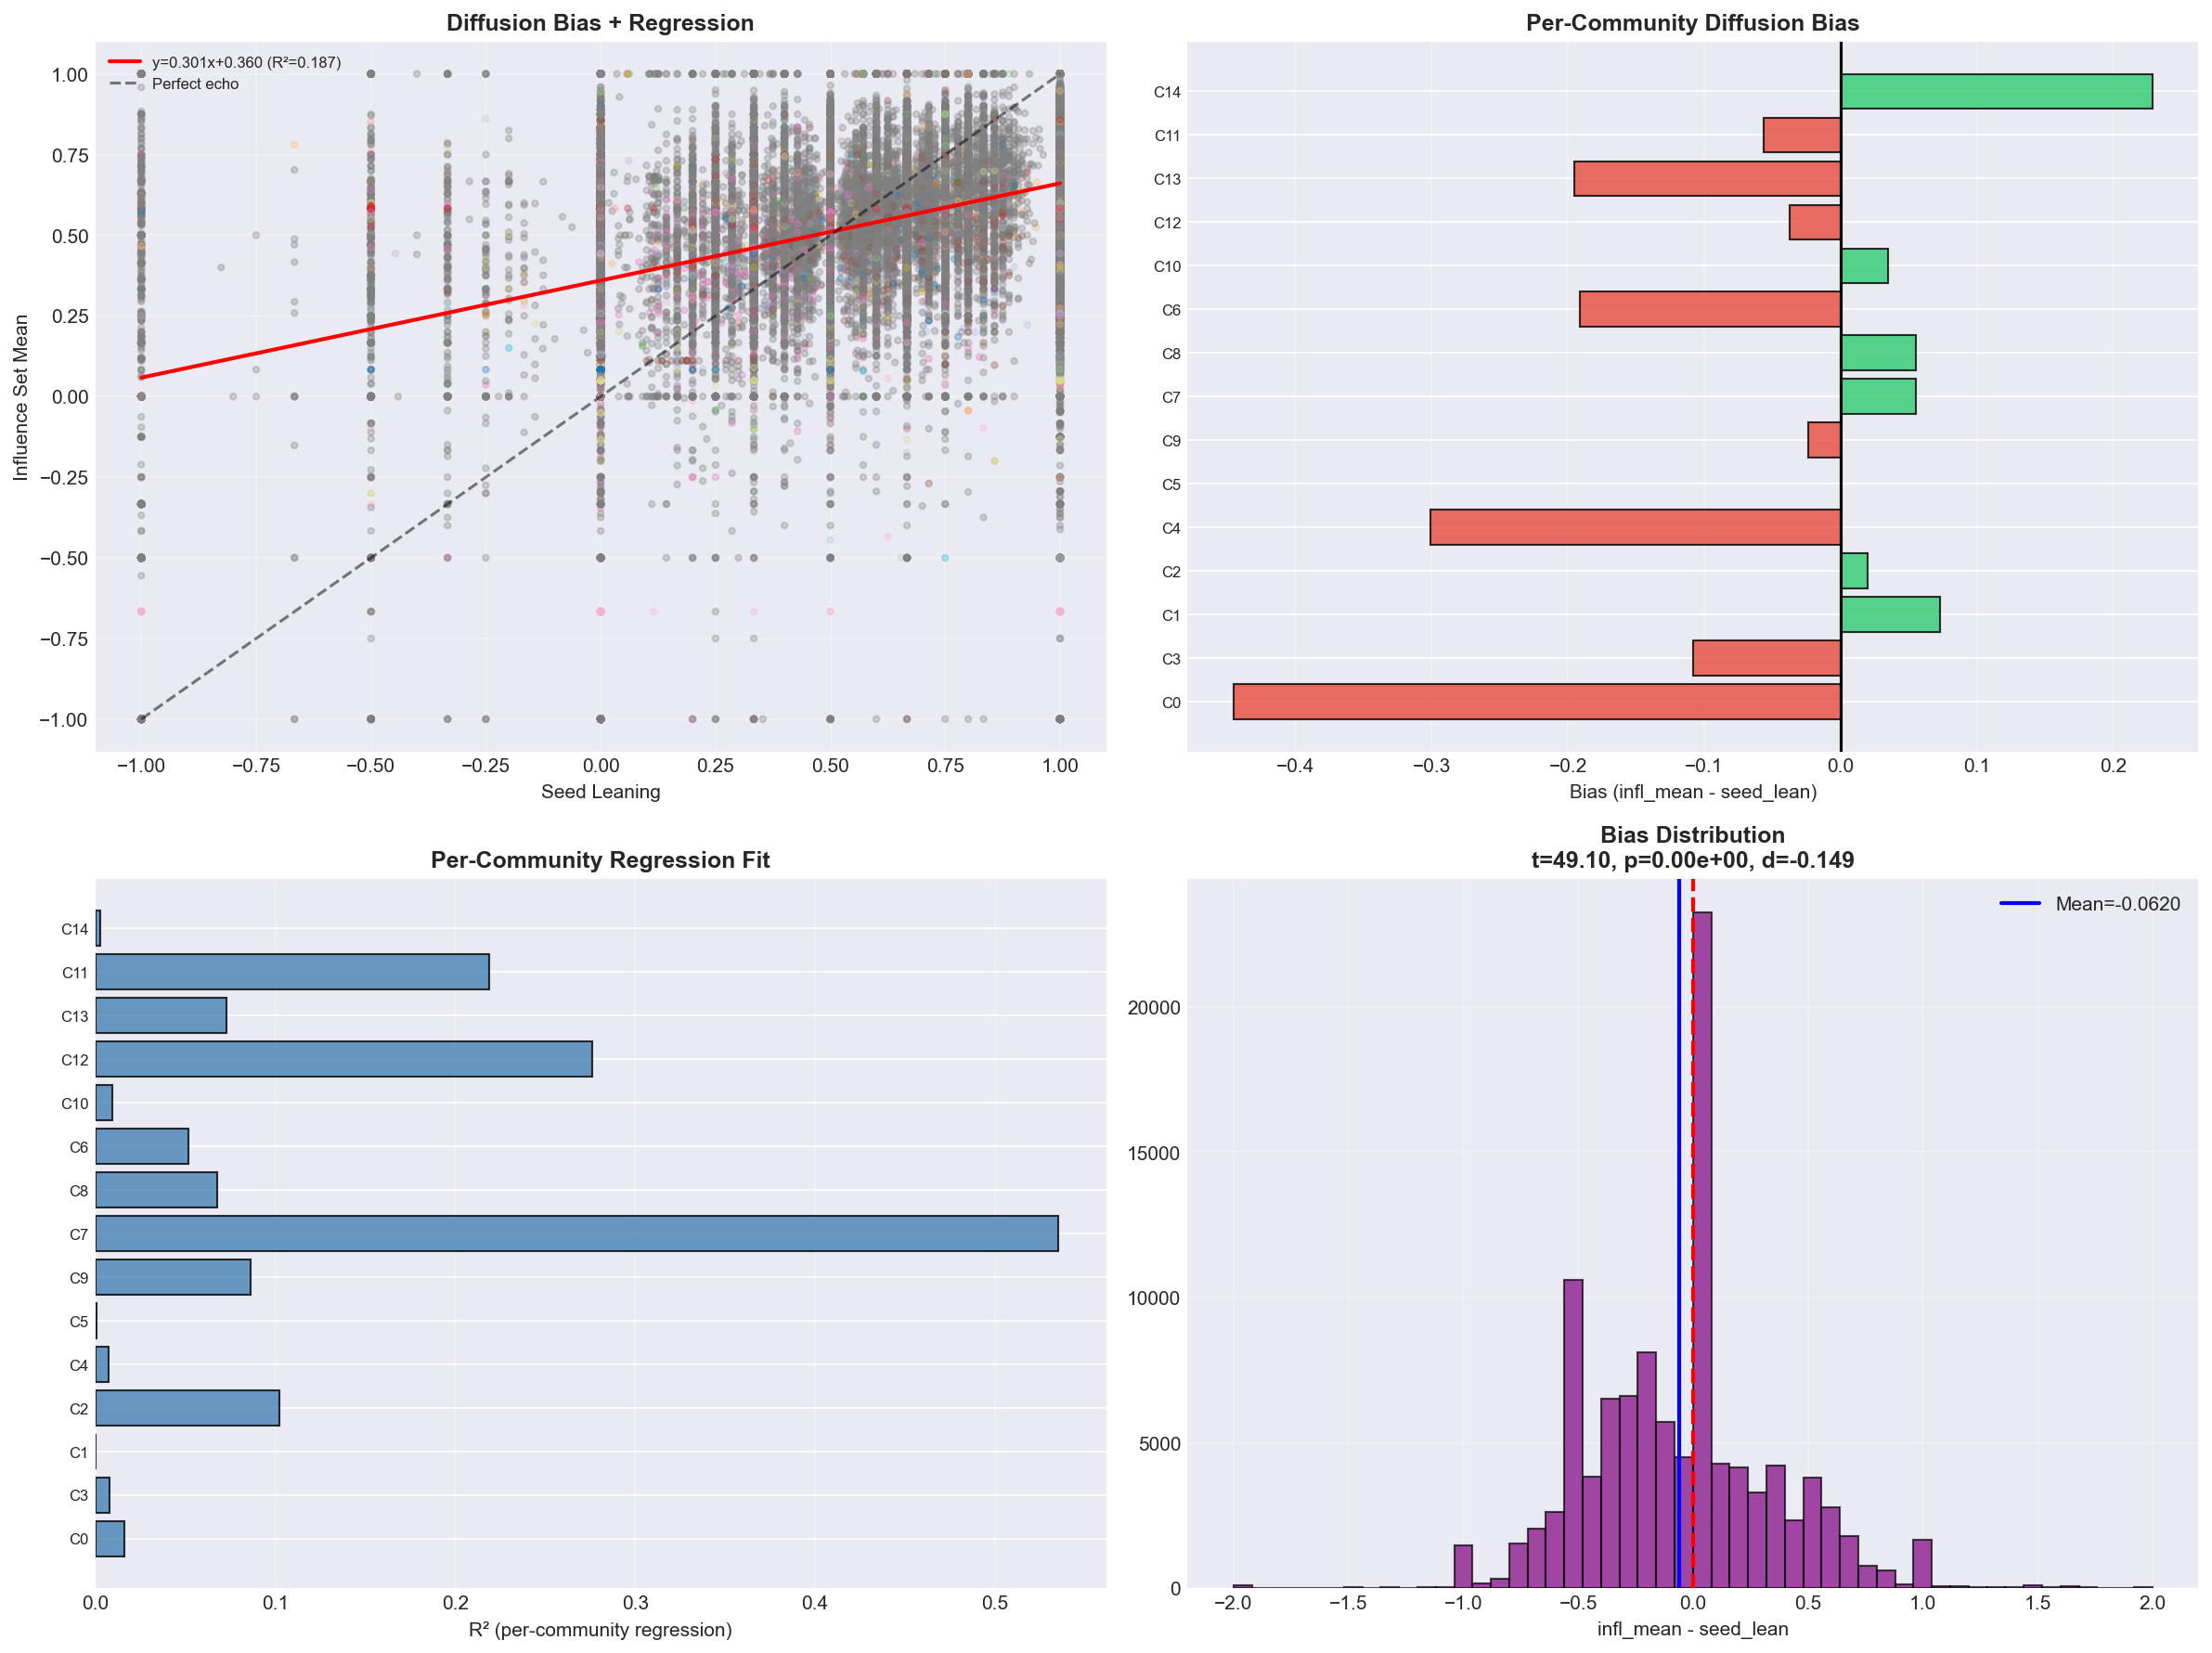 Diffusion Bias + Regression
y=0.301x+0.360 (R²=0.187)
Perfect echo
1.00
0.75
0.50
0.25
0.00
−0.25
−0.50
−0.75
−1.00
Influence Set Mean
−1.00 −0.75 −0.50 −0.25 0.00 0.25 0.50 0.75 1.00
Seed Leaning
Per-Community Diffusion Bias
C14
C11
C13
C12
C10
C6
C8
C7
C9
C5
C4
C2
C1
C3
C0
−0.4 −0.3 −0.2 −0.1 0.0 0.1 0.2
Bias (infl_mean - seed_lean)
Per-Community Regression Fit
C14
C11
C13
C12
C10
C6
C8
C7
C9
C5
C4
C2
C1
C3
C0
0.0 0.1 0.2 0.3 0.4 0.5
R² (per-community regression)
Bias Distribution
t=49.10, p=0.00e+00, d=-0.149
Mean=-0.0620
20000
15000
10000
5000
0
−2.0 −1.5 −1.0 −0.5 0.0 0.5 1.0 1.5 2.0
infl_mean - seed_lean